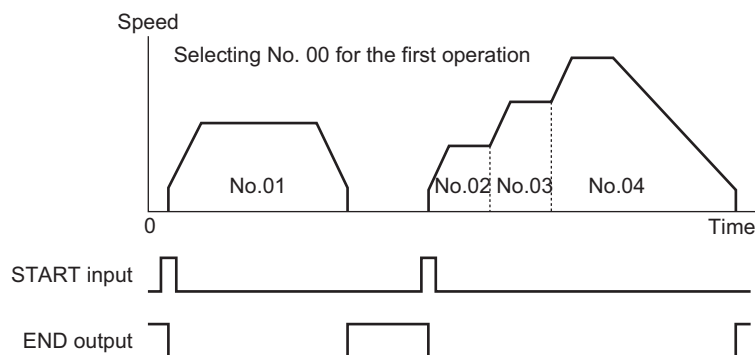 Speed
Selecting No. 00 for the first operation
No.01
No.02 No.03 No.04
0 Time
START input
END output